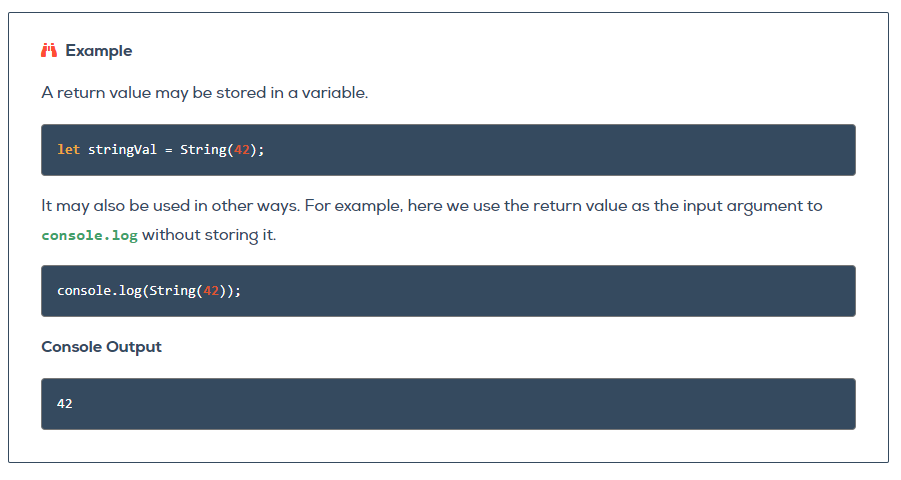 Example
A return value may be stored in a variable.
let stringVal = String(42);
It may also be used in other ways. For example, here we use the return value as the input argument to
console.log without storing it.
console.log(String(42));
Console Output
42